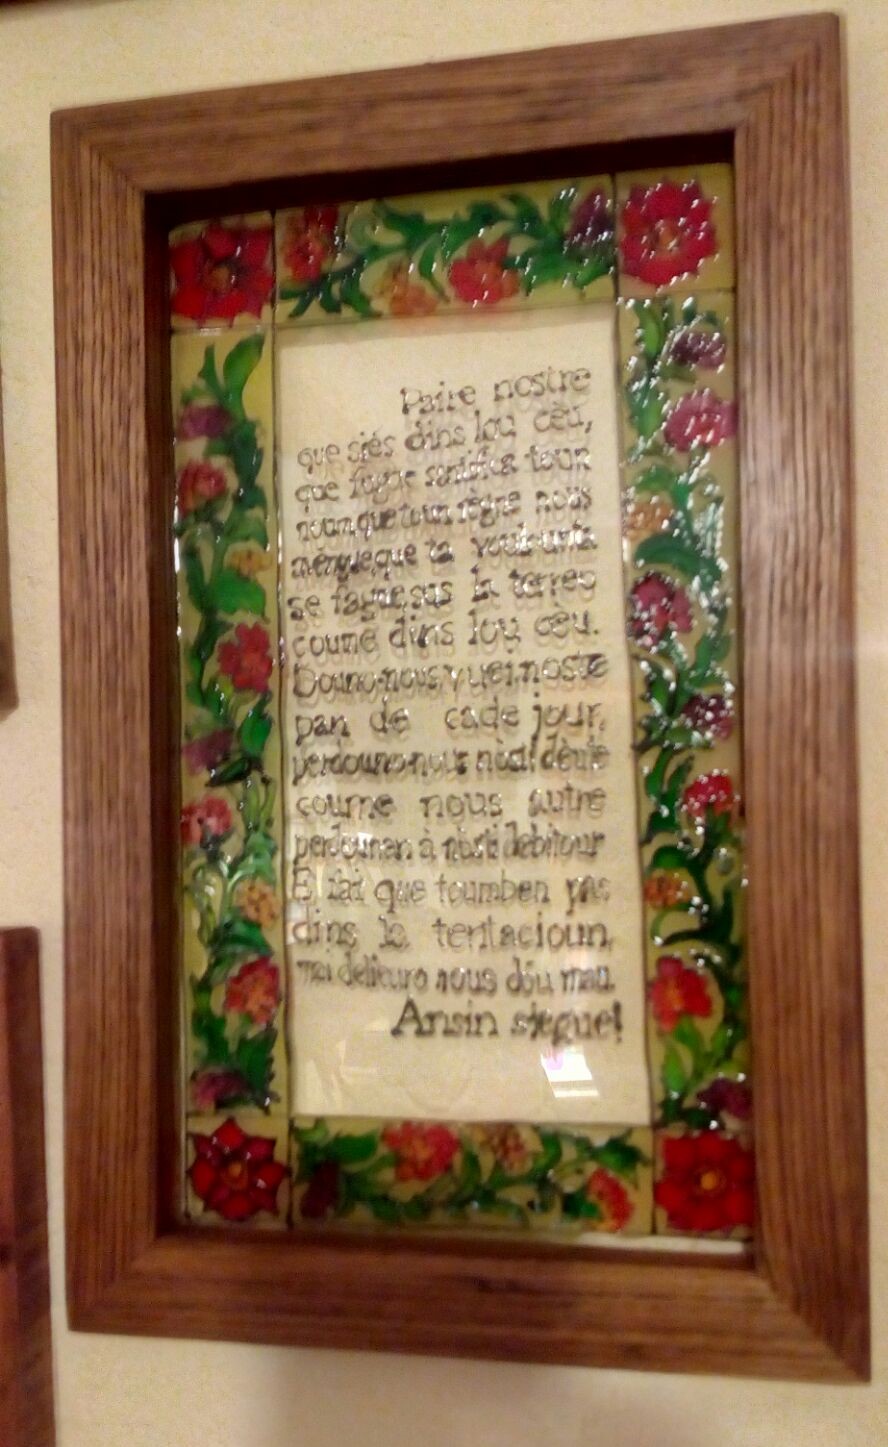 Paire nostre
que siés dins lou cèu,
que fugue santifica toun
noum, que toun règne nous
vèngue, que ta voulounta
se fague, sus la terro
coume dins lou cèu.
Douno-nous, vuei, noste
pan de cade jour,
perdouno-nous nòsti dèute
coume nous autre
perdounan à nòsti debitour
E fai que toumben pas
dins la tentacioun,
mai delieuro nous dóu mau.
Ansin siegue!